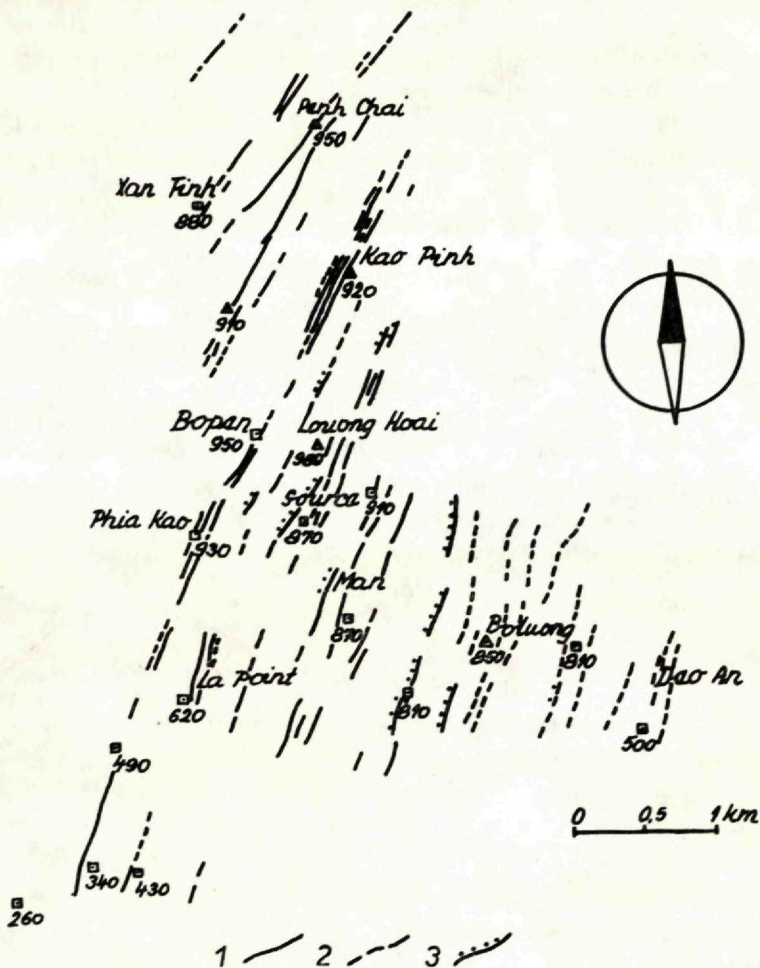 Penh Chai
950
Xan Tinh
880
Kao Pinh
920
910
Bopan
950
Louong Hoai
980
Source
910
870
Phia Kao
930
Man
870
Boluong
850
810
La Point
620
810
Dao An
500
490
0 0,5 1 km
340
430
260
1 2 3